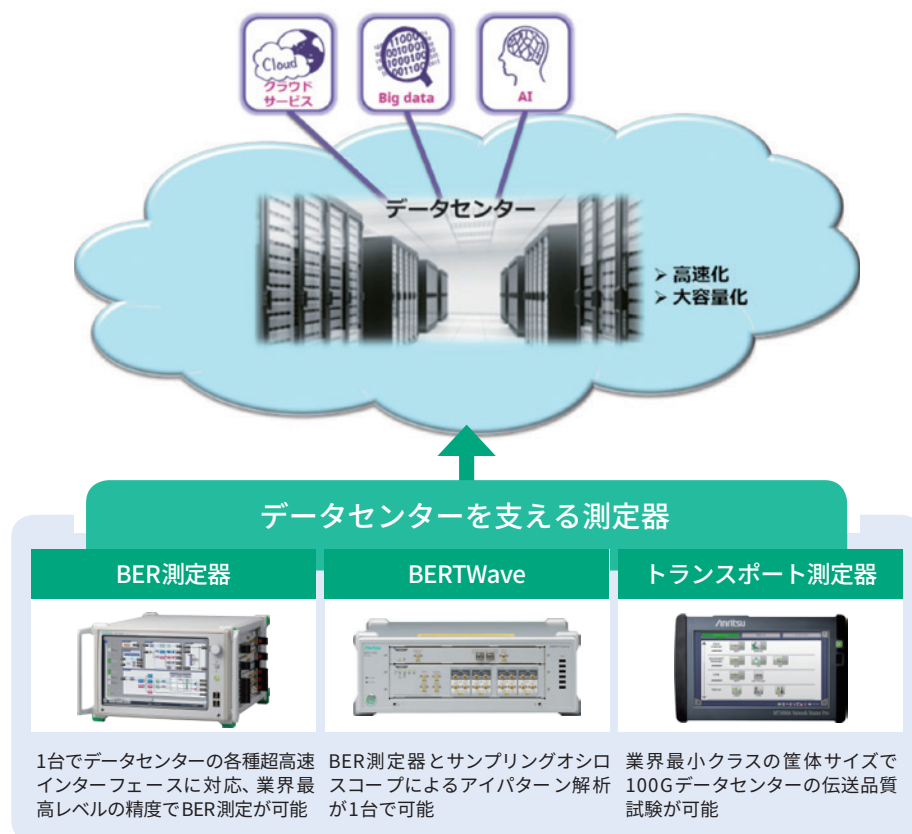 Cloud
クラウド
サービス
11000
0010001
1000100
001100
Big data
AI
データセンター
➢ 高速化
➢ 大容量化
データセンターを支える測定器
BER測定器
BERTWave
トランスポート測定器
Anritsu
Anritsu
1台でデータセンターの各種超高速
インターフェースに対応、業界最
高レベルの精度でBER測定が可能
BER測定器とサンプリングオシロ
スコープによるアイパターン解析
が1台で可能
業界最小クラスの筐体サイズで
100Gデータセンターの伝送品質
試験が可能